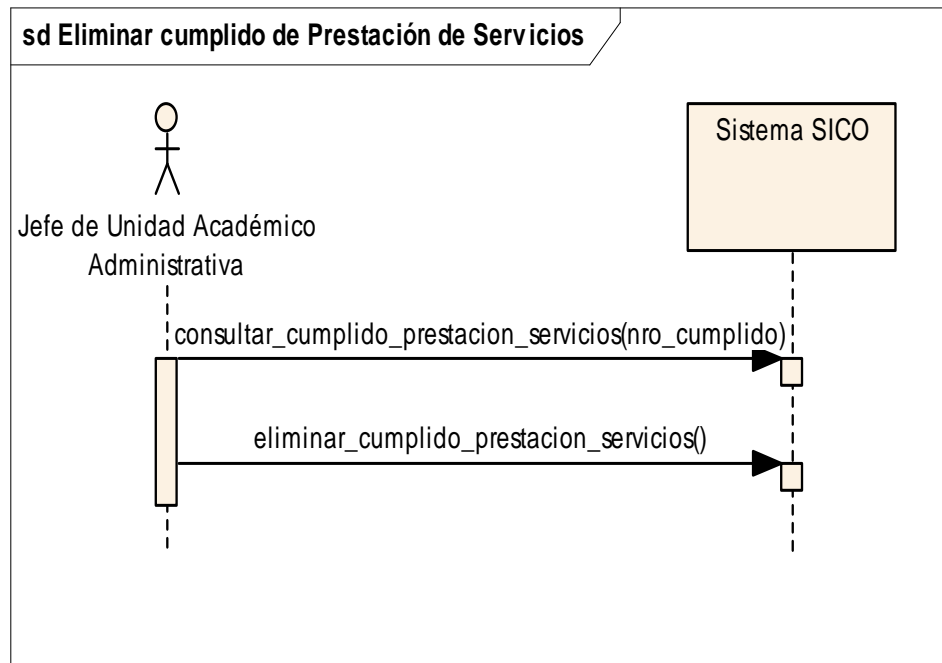 sd Eliminar cumplido de Prestación de Servicios
Sistema SICO
Jefe de Unidad Académico
Administrativa
consultar_cumplido_prestacion_servicios(nro_cumplido)
eliminar_cumplido_prestacion_servicios()